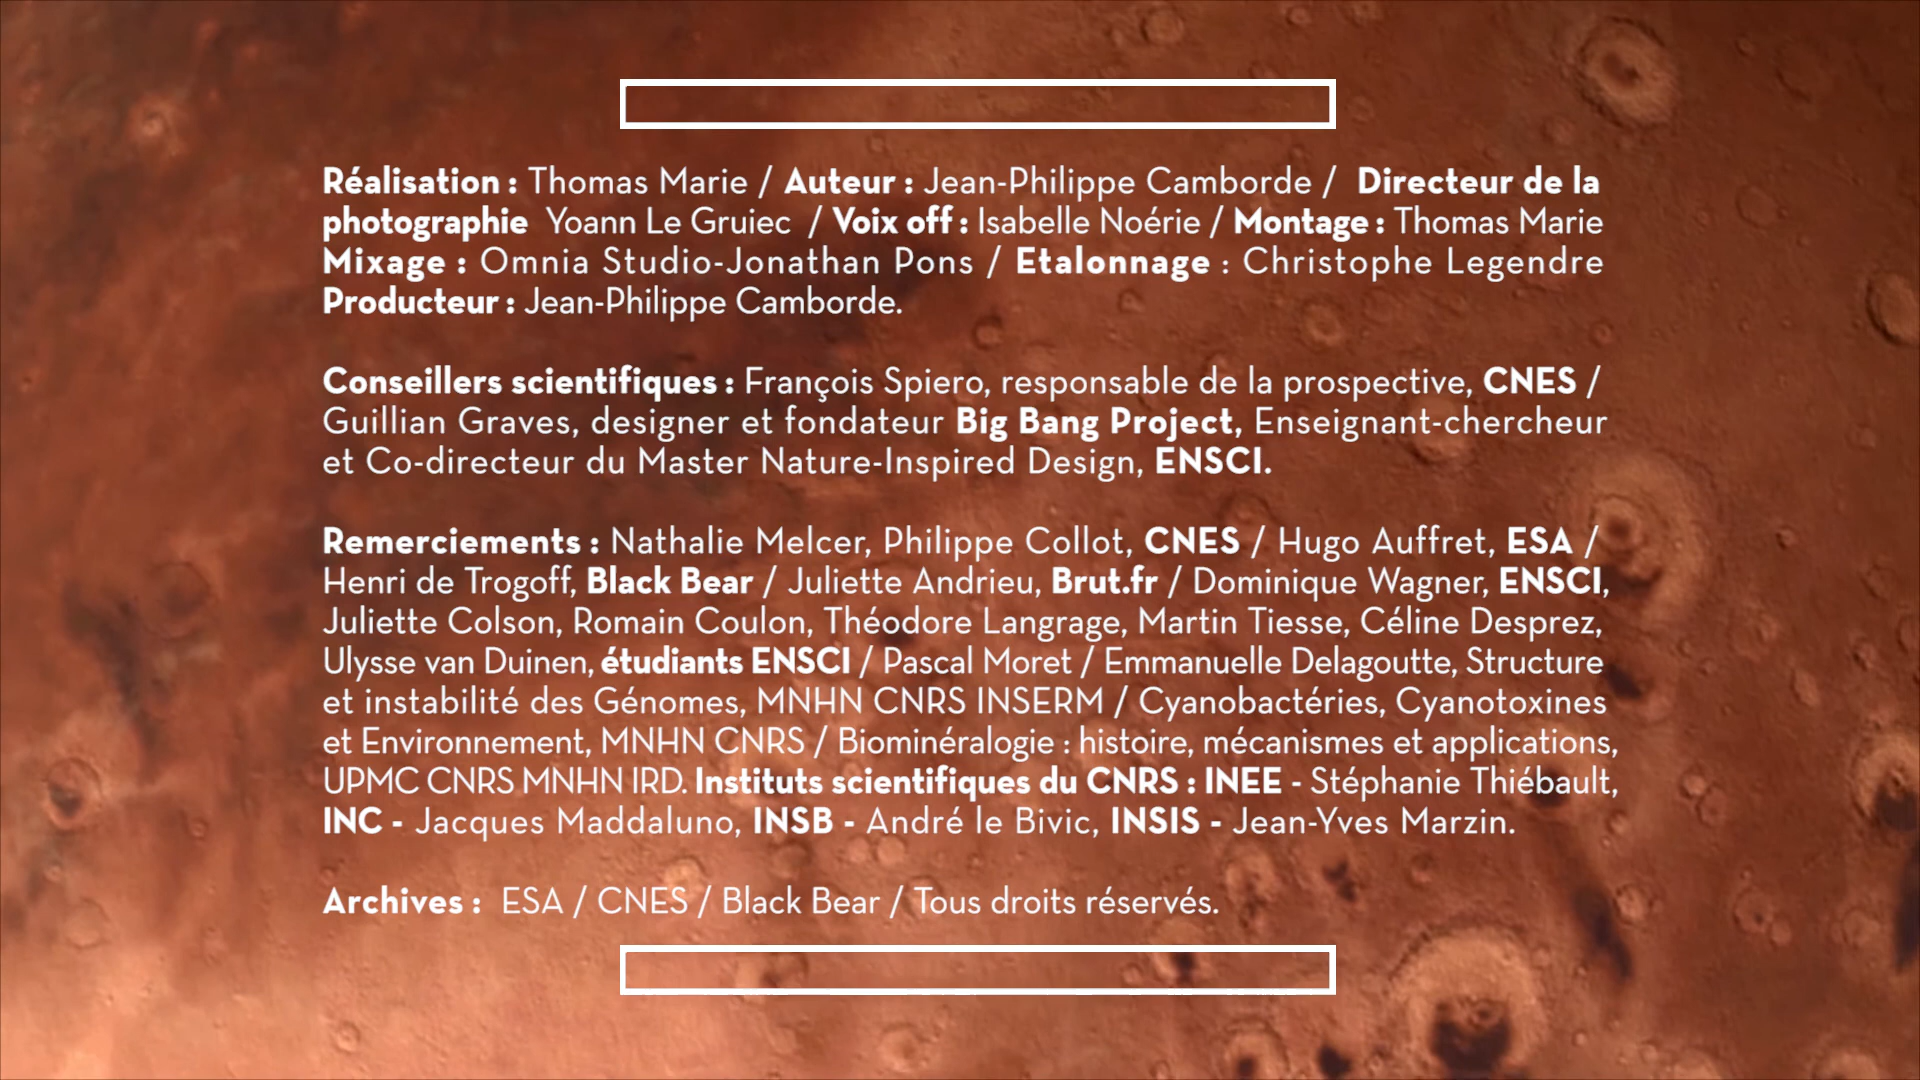 Réalisation : Thomas Marie / Auteur : Jean-Philippe Camborde / Directeur de la
photographie Yoann Le Gruiec / Voix off : Isabelle Noérie / Montage : Thomas Marie
Mixage : Omnia Studio-Jonathan Pons / Etalonnage : Christophe Legendre
Producteur : Jean-Philippe Camborde.
Conseillers scientifiques : François Spiero, responsable de la prospective, CNES /
Guillian Graves, designer et fondateur Big Bang Project, Enseignant-chercheur
et Co-directeur du Master Nature-Inspired Design, ENSCI.
Remerciements : Nathalie Melcer, Philippe Collot, CNES / Hugo Auffret, ESA /
Henri de Trogoff, Black Bear / Juliette Andrieu, Brut.fr / Dominique Wagner, ENSCI,
Juliette Colson, Romain Coulon, Théodore Langrage, Martin Tiesse, Céline Desprez,
Ulysse van Duinen, étudiants ENSCI / Pascal Moret / Emmanuelle Delagoutte, Structure
et instabilité des Génomes, MNHN CNRS INSERM / Cyanobactéries, Cyanotoxines
et Environnement, MNHN CNRS / Biominéralogie : histoire, mécanismes et applications,
UPMC CNRS MNHN IRD. Instituts scientifiques du CNRS : INEE - Stéphanie Thiébault,
INC - Jacques Maddaluno, INSB - André le Bivic, INSIS - Jean-Yves Marzin.
Archives : ESA / CNES / Black Bear / Tous droits réservés.